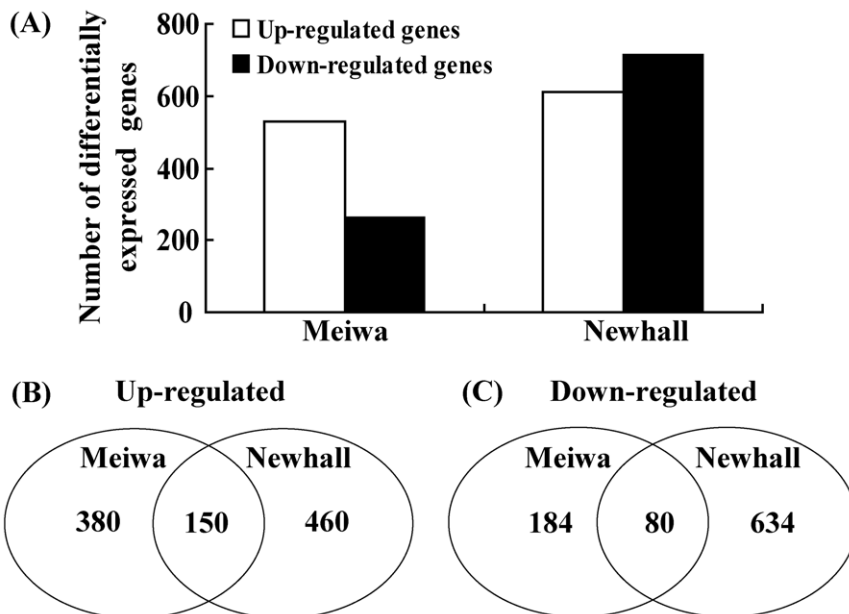 (A)
Number of differentially
expressed genes
800
600
400
200
0
Up-regulated genes
Down-regulated genes
Meiwa
Newhall
(B) Up-regulated
Meiwa Newhall
380 150 460
(C) Down-regulated
Meiwa Newhall
184 80 634